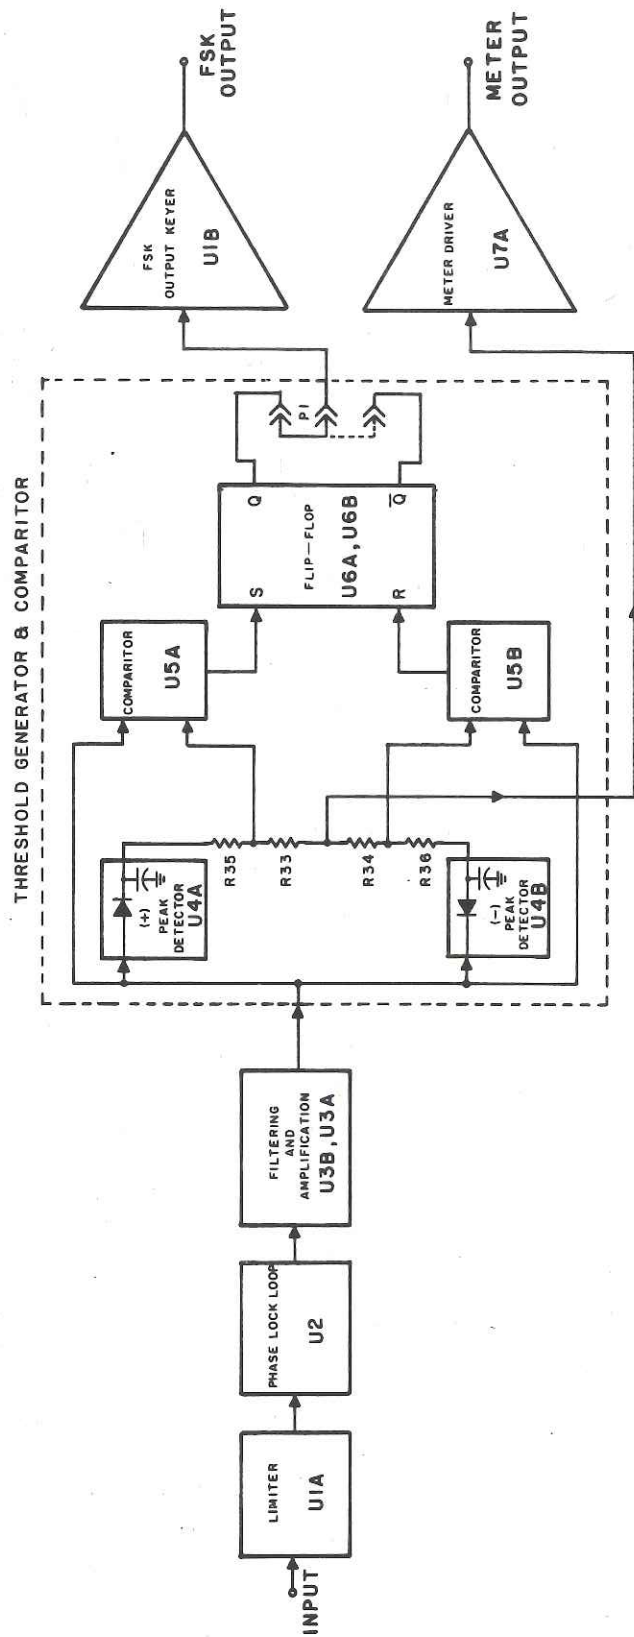 THRESHOLD GENERATOR & COMPARITOR
INPUT
LIMITER
U1A
PHASE LOCK LOOP
U2
FILTERING
AND
AMPLIFICATION
U3B, U3A
(+)
PEAK
DETECTOR
U4A
R35
R33
R34
R36
(-)
PEAK
DETECTOR
U4B
COMPARITOR
U5A
COMPARITOR
U5B
S
Q
FLIP-FLOP
U6A, U6B
R
Q̅
P1
FSK
OUTPUT KEYER
U1B
FSK
OUTPUT
METER DRIVER
U7A
METER
OUTPUT